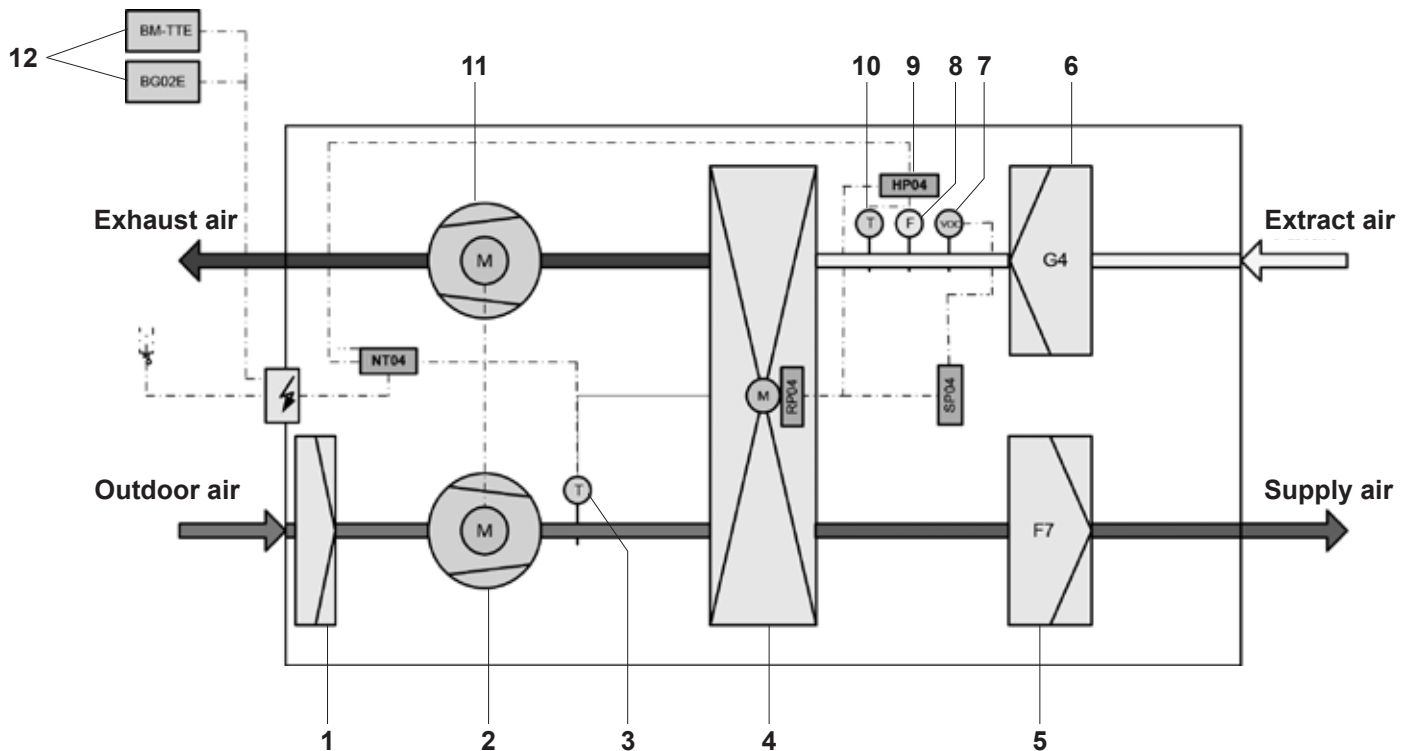 BM-TTE
12
BG02E
11
10
9
8
7
6
HP04
T
F
VOC
Exhaust air
Extract air
M
G4
NT04
M
RP04
SP04
Outdoor air
T
Supply air
M
F7
1
2
3
4
5